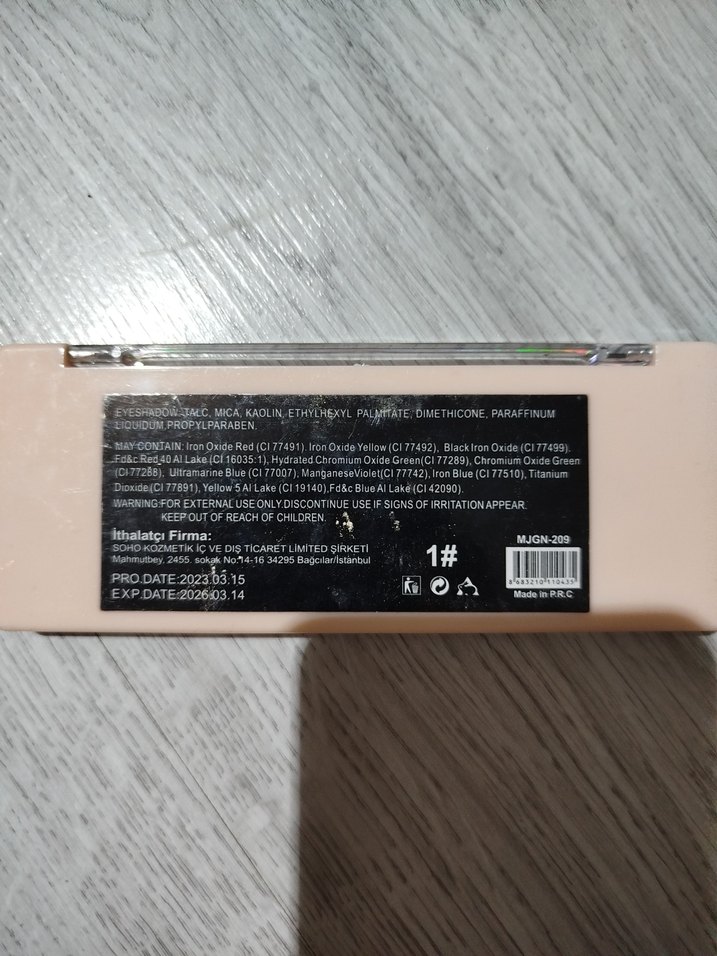 EYESHADOW: TALC, MICA, KAOLIN, ETHYLHEXYL PALMITATE, DIMETHICONE, PARAFFINUM
LIQUIDUM,PROPYLPARABEN.
MAY CONTAIN: Iron Oxide Red (CI 77491). Iron Oxide Yellow (CI 77492), Black Iron Oxide (CI 77499).
Fd&c Red 40 Al Lake (CI 16035:1), Hydrated Chromium Oxide Green(CI 77289), Chromium Oxide Green
(CI 77288), Ultramarine Blue (CI 77007), Manganese Violet(CI 77742), Iron Blue (CI 77510), Titanium
Dioxide (CI 77891), Yellow 5 Al Lake (CI 19140),Fd&c Blue Al Lake (CI 42090).
WARNING:FOR EXTERNAL USE ONLY.DISCONTINUE USE IF SIGNS OF IRRITATION APPEAR.
KEEP OUT OF REACH OF CHILDREN.
İthalatçı Firma:
SOHO KOZMETİK İÇ VE DIŞ TİCARET LİMİTED ŞİRKETİ
Mahmutbey, 2455. sokak No:14-16 34295 Bağcılar/İstanbul
PRO.DATE:2023.03.15
EXP.DATE:2026.03.14
1#
MJGN-209
8 683210 110435
Made in P.R.C